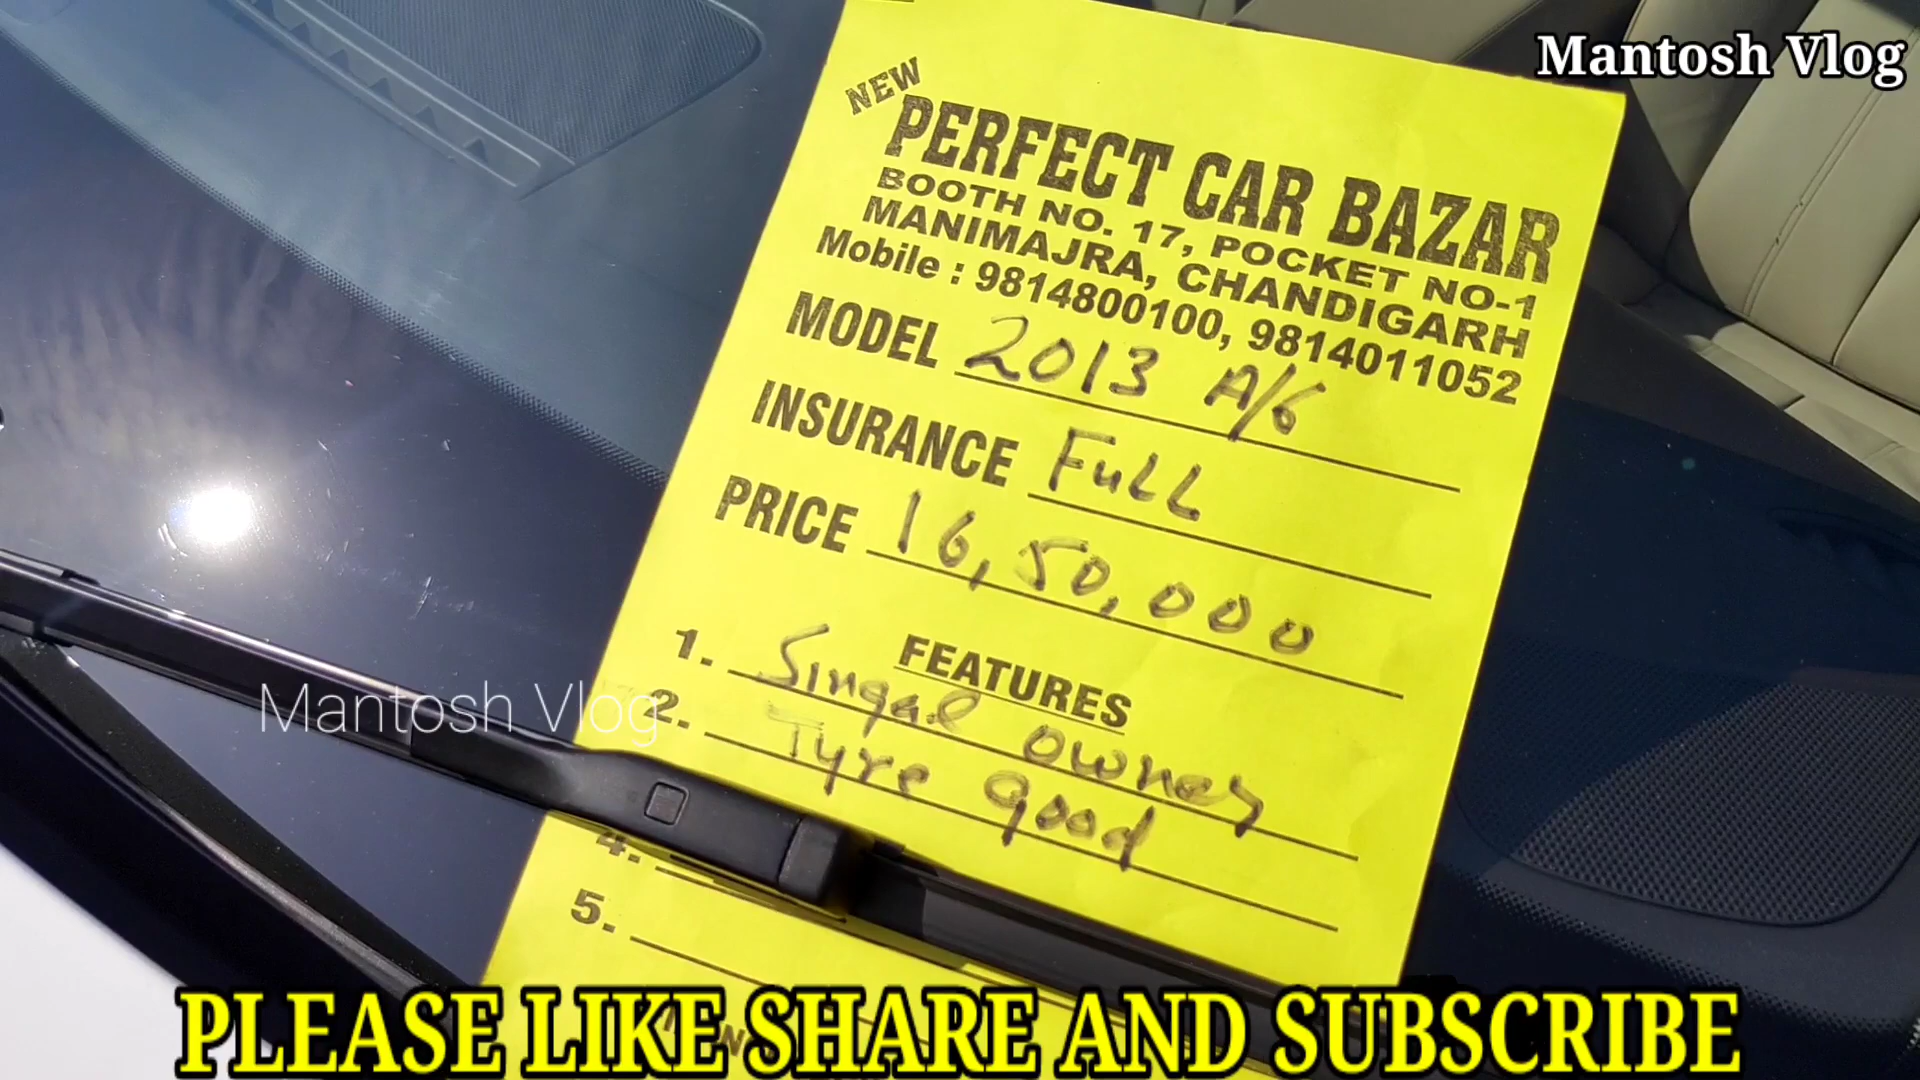 Mantosh Vlog
NEW
PERFECT CAR BAZAR
BOOTH NO. 17, POCKET NO-1
MANIMAJRA, CHANDIGARH
Mobile : 9814800100, 9814011052
MODEL 2013 A/6
INSURANCE FuLL
PRICE 16,50,000
FEATURES
1. Singal owner
2. Tyre good
Mantosh Vlog
4.
5.
PLEASE LIKE SHARE AND SUBSCRIBE